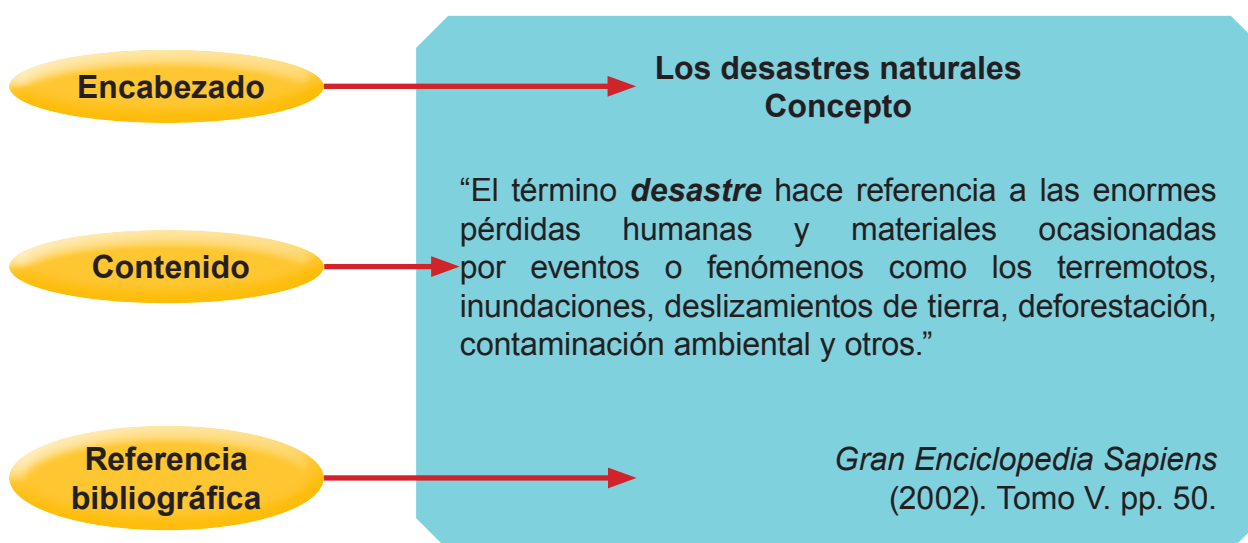 Encabezado
Los desastres naturales
Concepto
Contenido
“El término desastre hace referencia a las enormes
pérdidas humanas y materiales ocasionadas
por eventos o fenómenos como los terremotos,
inundaciones, deslizamientos de tierra, deforestación,
contaminación ambiental y otros.”
Referencia
bibliográfica
Gran Enciclopedia Sapiens
(2002). Tomo V. pp. 50.